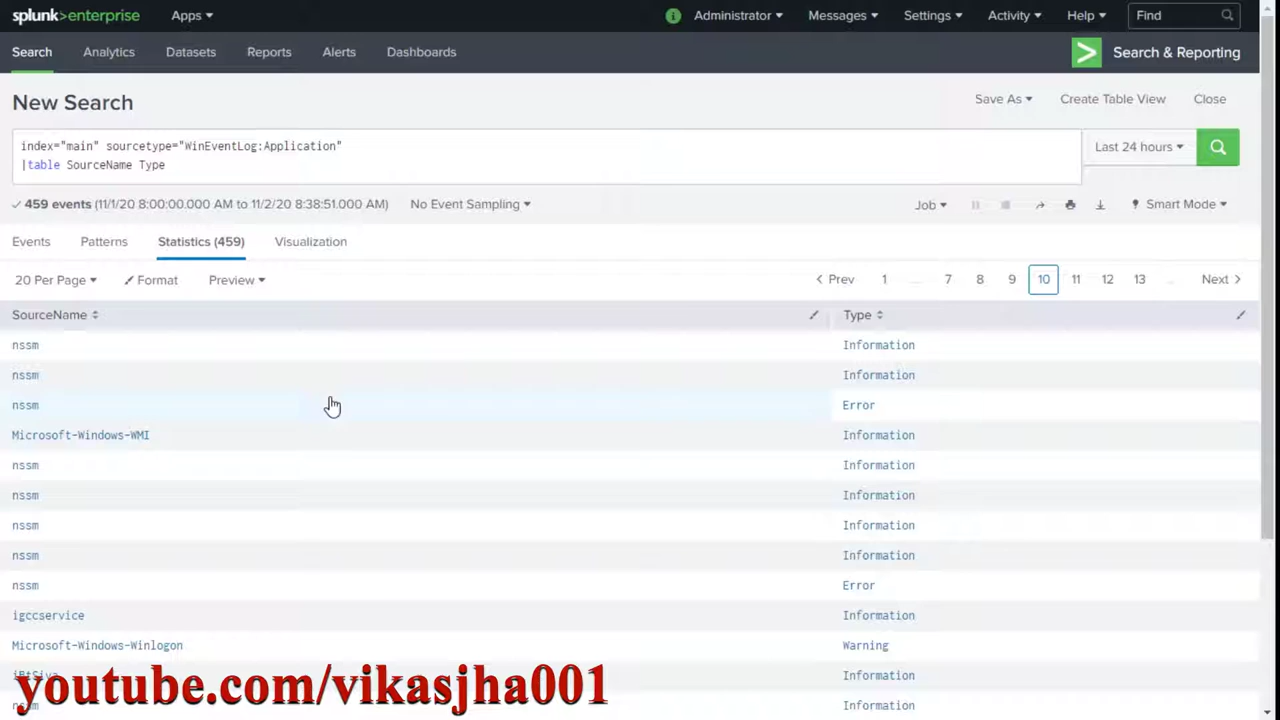 splunk>enterprise Apps Administrator Messages Settings Activity Help Find
Search Analytics Datasets Reports Alerts Dashboards Search & Reporting
New Search Save As Create Table View Close
index="main" sourcetype="WinEventLog:Application"
|table SourceName Type
Last 24 hours
459 events (11/1/20 8:00:00.000 AM to 11/2/20 8:38:51.000 AM) No Event Sampling Job Smart Mode
Events Patterns Statistics (459) Visualization
20 Per Page Format Preview Prev 1 ... 7 8 9 10 11 12 13 ... Next
SourceName Type
nssm Information
nssm Information
nssm Error
Microsoft-Windows-WMI Information
nssm Information
nssm Information
nssm Information
nssm Information
nssm Error
igccservice Information
Microsoft-Windows-Winlogon Warning
Information
youtube.com/vikasjha001
nssm Information